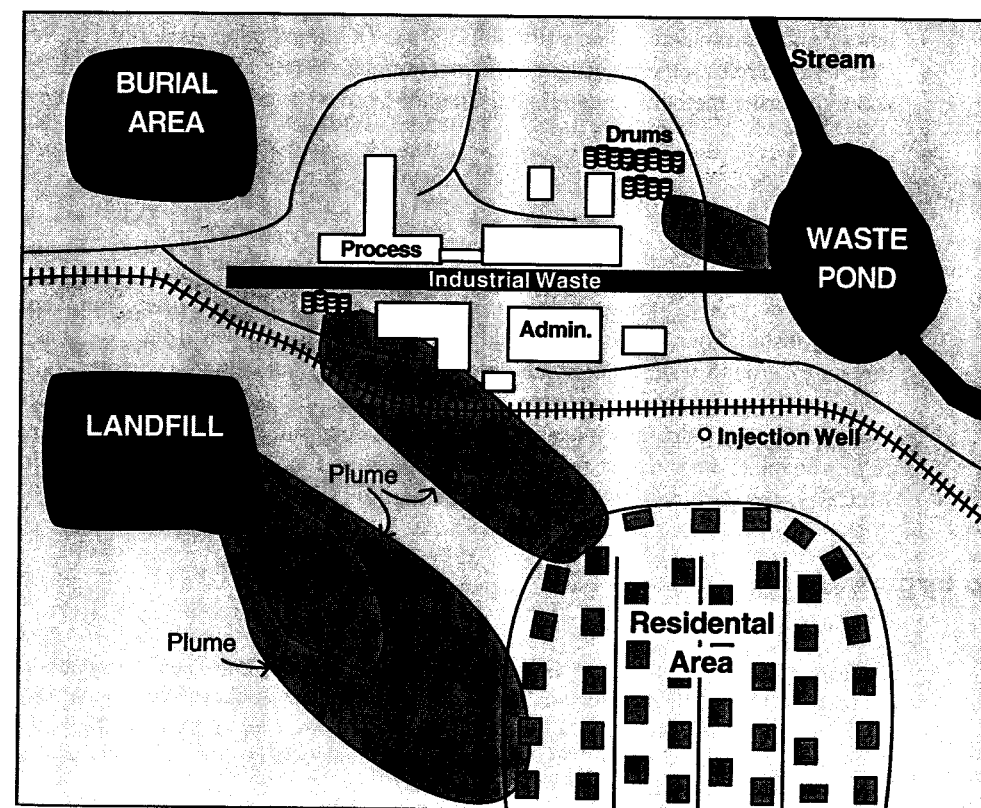 BURIAL
AREA
Stream
Drums
Process
WASTE
POND
Industrial Waste
Admin.
LANDFILL
Injection Well
Plume
Residental
Area
Plume